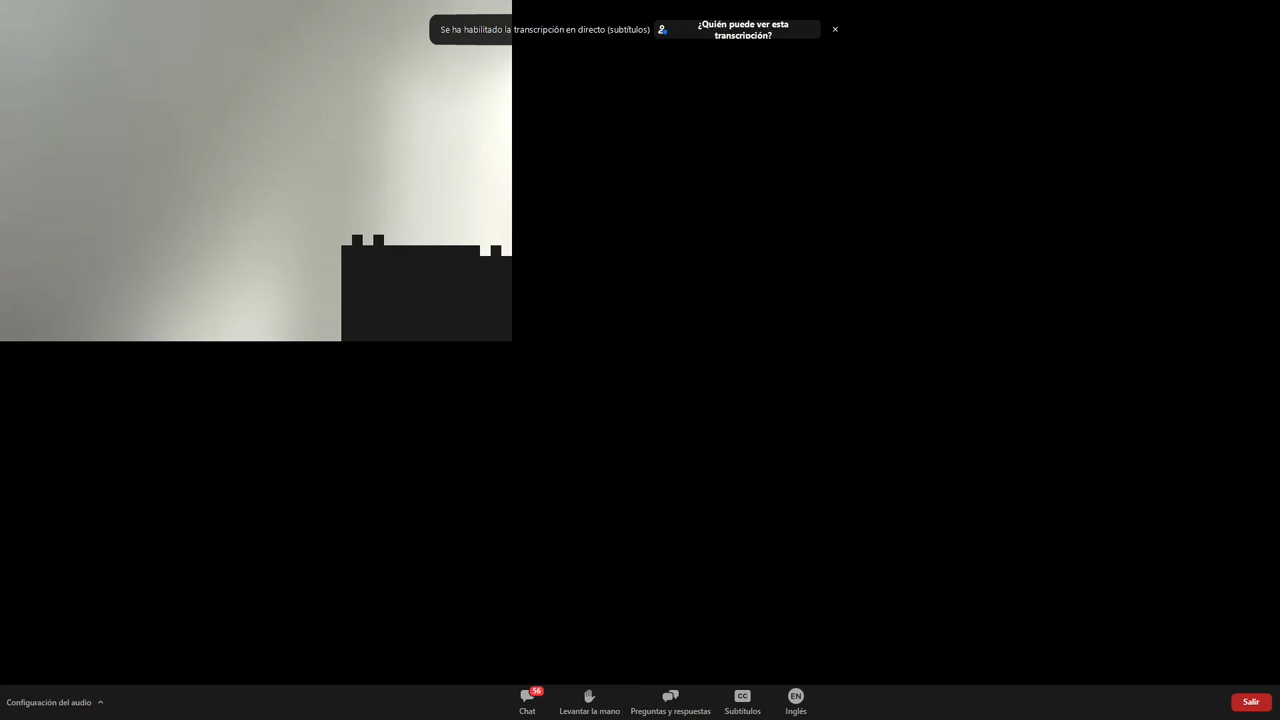 Se ha habilitado la transcripción en directo (subtítulos)
¿Quién puede ver esta
transcripción?
Configuración del audio
56
Chat
Levantar la mano
Preguntas y respuestas
CC
Subtítulos
EN
Inglés
Salir